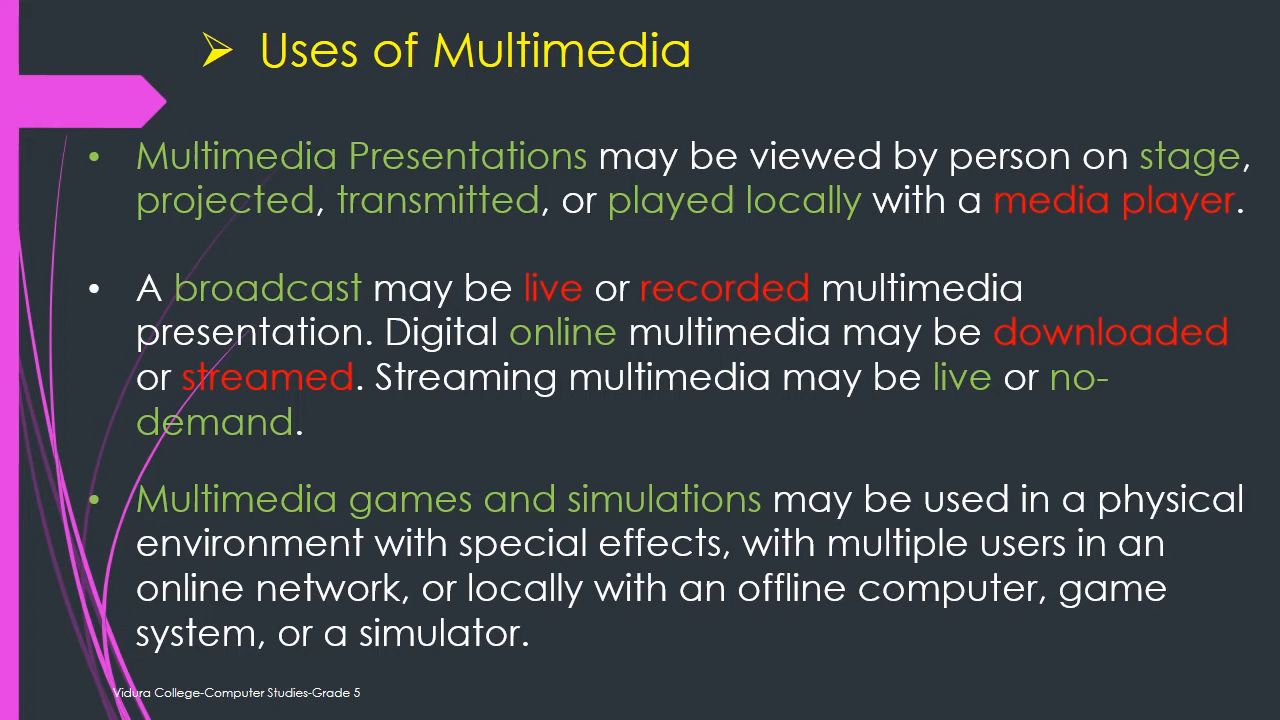 ➢ Uses of Multimedia
• Multimedia Presentations may be viewed by person on stage,
projected, transmitted, or played locally with a media player.
• A broadcast may be live or recorded multimedia
presentation. Digital online multimedia may be downloaded
or streamed. Streaming multimedia may be live or no-
demand.
• Multimedia games and simulations may be used in a physical
environment with special effects, with multiple users in an
online network, or locally with an offline computer, game
system, or a simulator.
Vidura College-Computer Studies-Grade 5